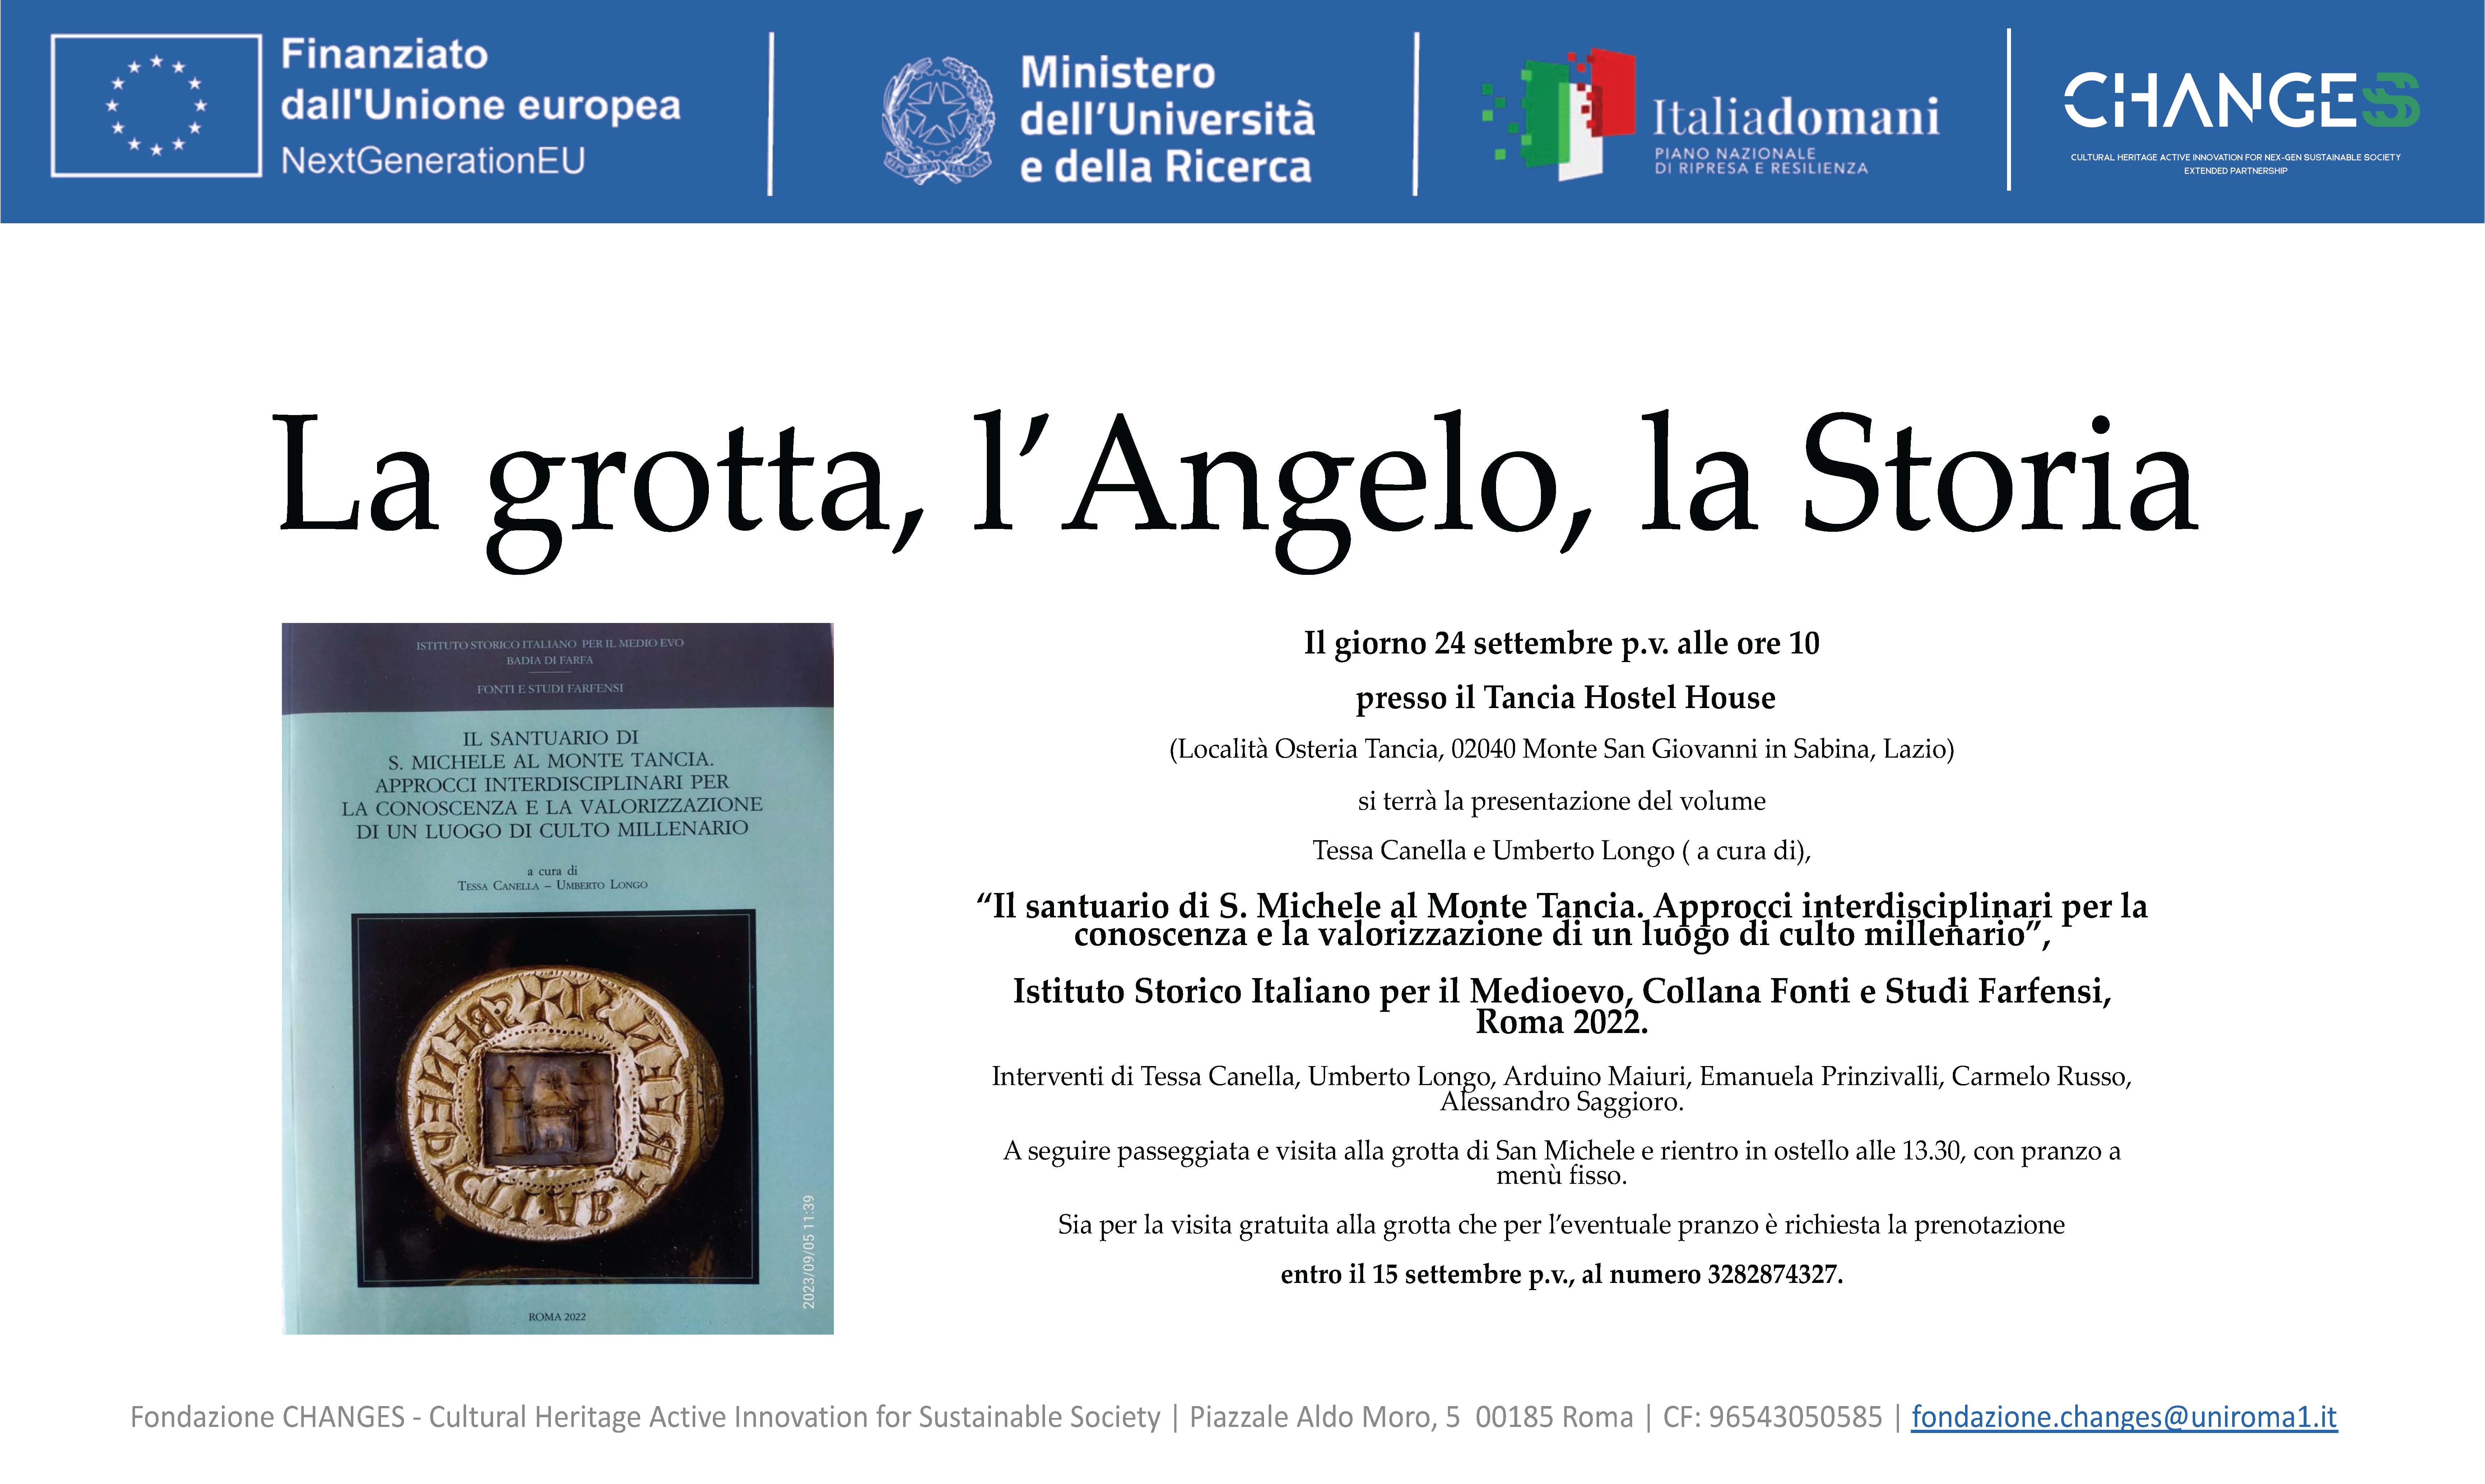 Finanziato
dall'Unione europea
NextGenerationEU
Ministero
dell'Università
e della Ricerca
Italiadomani
PIANO NAZIONALE
DI RIPRESA E RESILIENZA
CHANGES
CULTURAL HERITAGE ACTIVE INNOVATION FOR NEX-GEN SUSTAINABLE SOCIETY
EXTENDED PARTNERSHIP
La grotta, l'Angelo, la Storia
ISTITUTO STORICO ITALIANO PER IL MEDIO EVO
BADIA DI FARFA
FONTI E STUDI FARFENSI
IL SANTUARIO DI
S. MICHELE AL MONTE TANCIA.
APPROCCI INTERDISCIPLINARI PER
LA CONOSCENZA E LA VALORIZZAZIONE
DI UN LUOGO DI CULTO MILLENARIO
a cura di
TESSA CANELLA – UMBERTO LONGO
ROMA 2022
2023/09/05 11:39
Il giorno 24 settembre p.v. alle ore 10
presso il Tancia Hostel House
(Località Osteria Tancia, 02040 Monte San Giovanni in Sabina, Lazio)
si terrà la presentazione del volume
Tessa Canella e Umberto Longo ( a cura di),
“Il santuario di S. Michele al Monte Tancia. Approcci interdisciplinari per la
conoscenza e la valorizzazione di un luogo di culto millenario”,
Istituto Storico Italiano per il Medioevo, Collana Fonti e Studi Farfensi,
Roma 2022.
Interventi di Tessa Canella, Umberto Longo, Arduino Maiuri, Emanuela Prinzivalli, Carmelo Russo,
Alessandro Saggioro.
A seguire passeggiata e visita alla grotta di San Michele e rientro in ostello alle 13.30, con pranzo a
menù fisso.
Sia per la visita gratuita alla grotta che per l'eventuale pranzo è richiesta la prenotazione
entro il 15 settembre p.v., al numero 3282874327.
Fondazione CHANGES - Cultural Heritage Active Innovation for Sustainable Society | Piazzale Aldo Moro, 5 00185 Roma | CF: 96543050585 | fondazione.changes@uniroma1.it